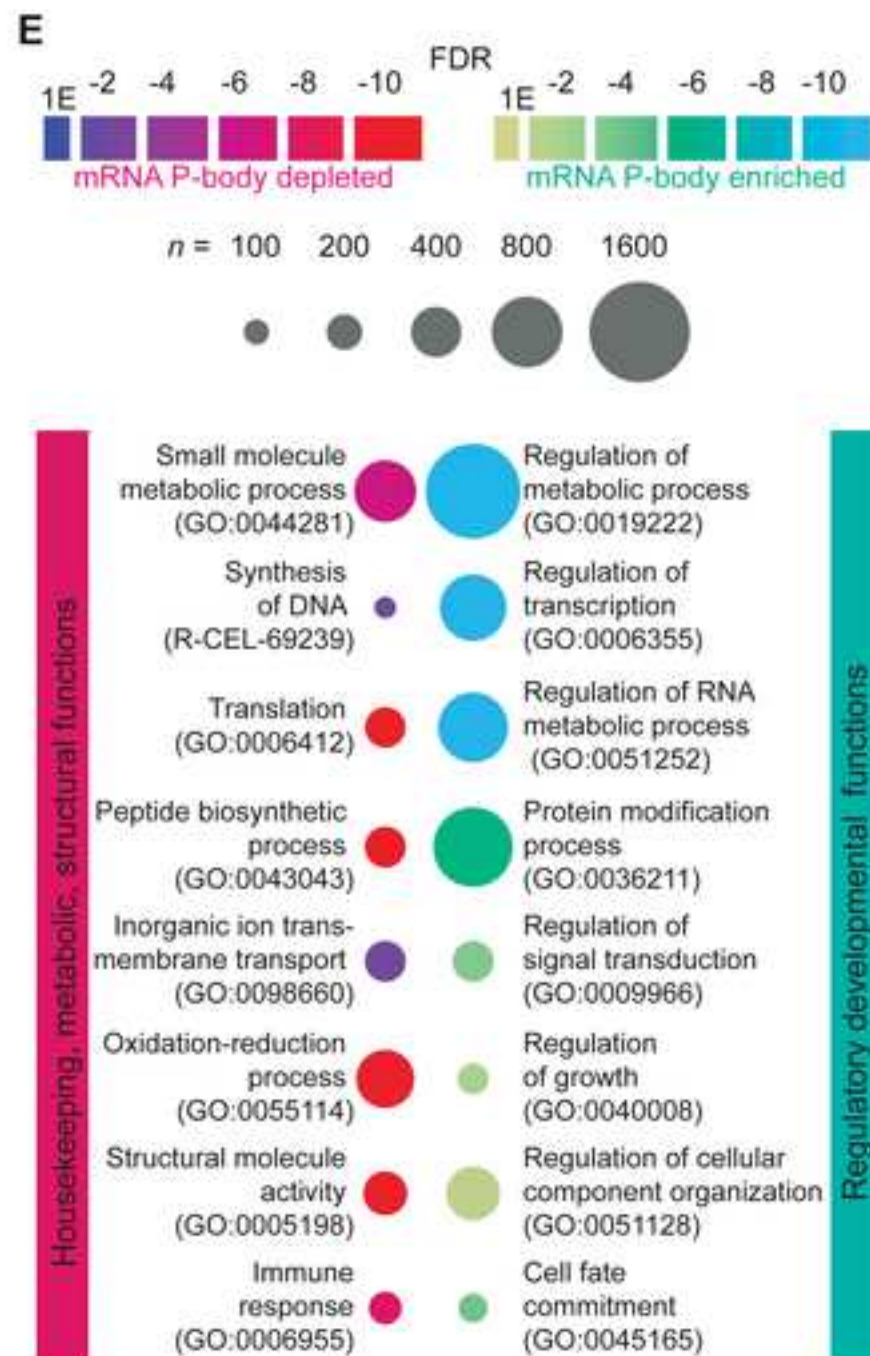 E
FDR
1E -2 -4 -6 -8 -10
1E -2 -4 -6 -8 -10
mRNA P-body depleted
mRNA P-body enriched
n = 100 200 400 800 1600
Housekeeping, metabolic, structural functions
Small molecule
metabolic process
(GO:0044281)
Regulation of
metabolic process
(GO:0019222)
Synthesis
of DNA
(R-CEL-69239)
Regulation of
transcription
(GO:0006355)
Translation
(GO:0006412)
Regulation of RNA
metabolic process
(GO:0051252)
Peptide biosynthetic
process
(GO:0043043)
Protein modification
process
(GO:0036211)
Inorganic ion trans-
membrane transport
(GO:0098660)
Regulation of
signal transduction
(GO:0009966)
Oxidation-reduction
process
(GO:0055114)
Regulation
of growth
(GO:0040008)
Structural molecule
activity
(GO:0005198)
Regulation of cellular
component organization
(GO:0051128)
Immune
response
(GO:0006955)
Cell fate
commitment
(GO:0045165)
Regulatory developmental functions